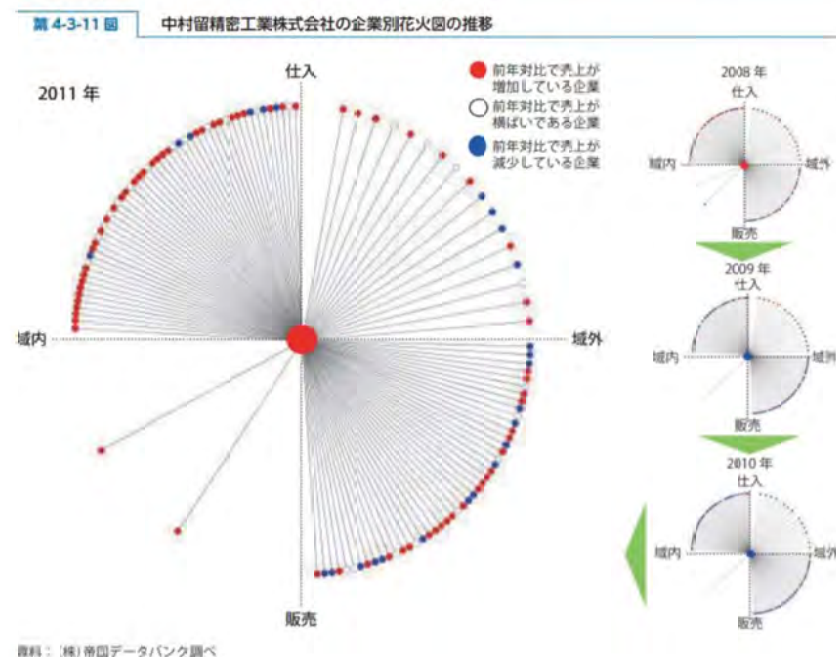 第 4-3-11 図
中村留精密工業株式会社の企業別花火図の推移
2011 年
仕入
域内
域外
販売
前年対比で売上が
増加している企業
前年対比で売上が
横ばいである企業
前年対比で売上が
減少している企業
2008 年
仕入
域内
域外
販売
2009 年
仕入
域内
域外
販売
2010 年
仕入
域内
域外
販売
資料：(株)帝国データバンク調べ